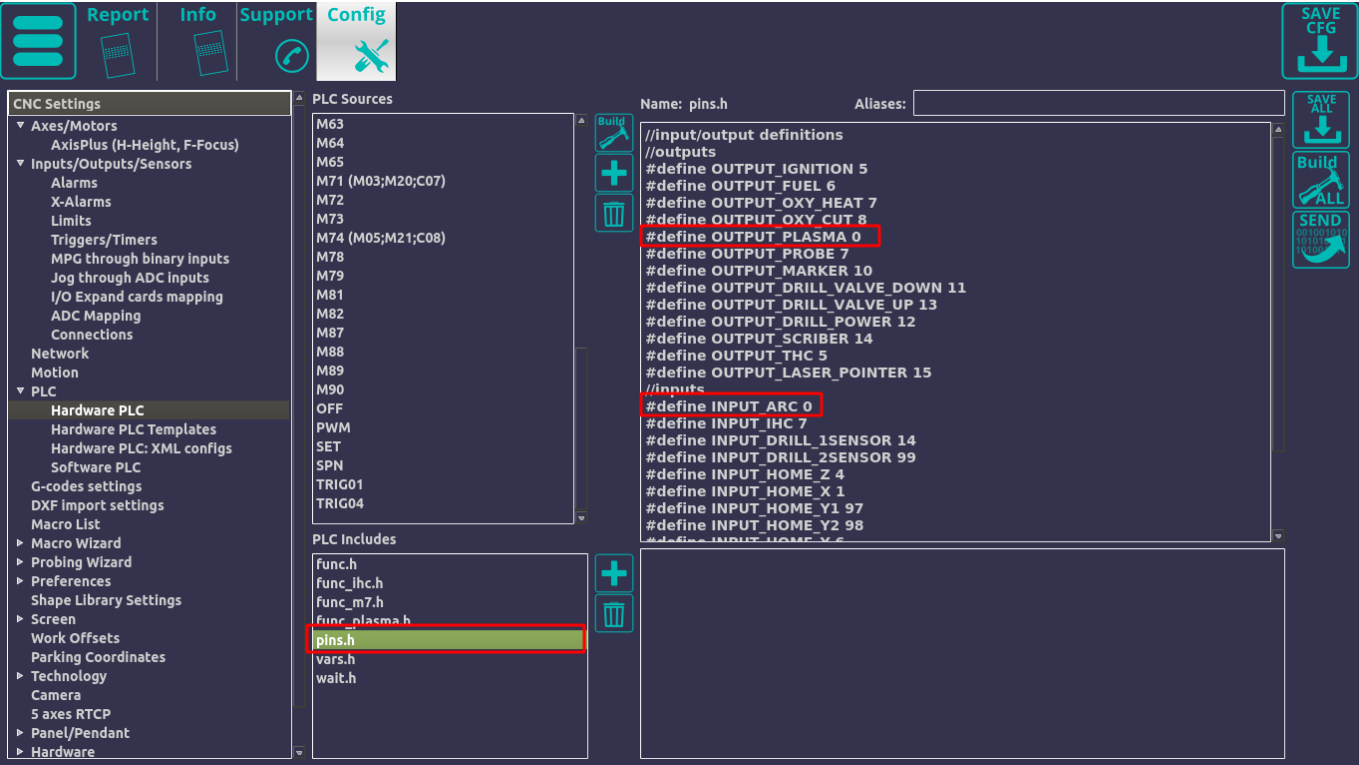 Report
Info
Support
Config
SAVE
CFG
CNC Settings
Axes/Motors
AxisPlus (H-Height, F-Focus)
Inputs/Outputs/Sensors
Alarms
X-Alarms
Limits
Triggers/Timers
MPG through binary inputs
Jog through ADC inputs
I/O Expand cards mapping
ADC Mapping
Connections
Network
Motion
PLC
Hardware PLC
Hardware PLC Templates
Hardware PLC: XML configs
Software PLC
G-codes settings
DXF import settings
Macro List
Macro Wizard
Probing Wizard
Preferences
Shape Library Settings
Screen
Work Offsets
Parking Coordinates
Technology
Camera
5 axes RTCP
Panel/Pendant
Hardware
PLC Sources
M63
M64
M65
M71 (M03;M20;C07)
M72
M73
M74 (M05;M21;C08)
M78
M79
M81
M82
M87
M88
M89
M90
OFF
PWM
SET
SPN
TRIG01
TRIG04
Build
PLC Includes
func.h
func_ihc.h
func_m7.h
func_plasma.h
pins.h
vars.h
wait.h
Name: pins.h
Aliases:
//input/output definitions
//outputs
#define OUTPUT_IGNITION 5
#define OUTPUT_FUEL 6
#define OUTPUT_OXY_HEAT 7
#define OUTPUT_OXY_CUT 8
#define OUTPUT_PLASMA 0
#define OUTPUT_PROBE 7
#define OUTPUT_MARKER 10
#define OUTPUT_DRILL_VALVE_DOWN 11
#define OUTPUT_DRILL_VALVE_UP 13
#define OUTPUT_DRILL_POWER 12
#define OUTPUT_SCRIBER 14
#define OUTPUT_THC 5
#define OUTPUT_LASER_POINTER 15
//inputs
#define INPUT_ARC 0
#define INPUT_IHC 7
#define INPUT_DRILL_1SENSOR 14
#define INPUT_DRILL_2SENSOR 99
#define INPUT_HOME_Z 4
#define INPUT_HOME_X 1
#define INPUT_HOME_Y1 97
#define INPUT_HOME_Y2 98
SAVE
ALL
Build
ALL
SEND